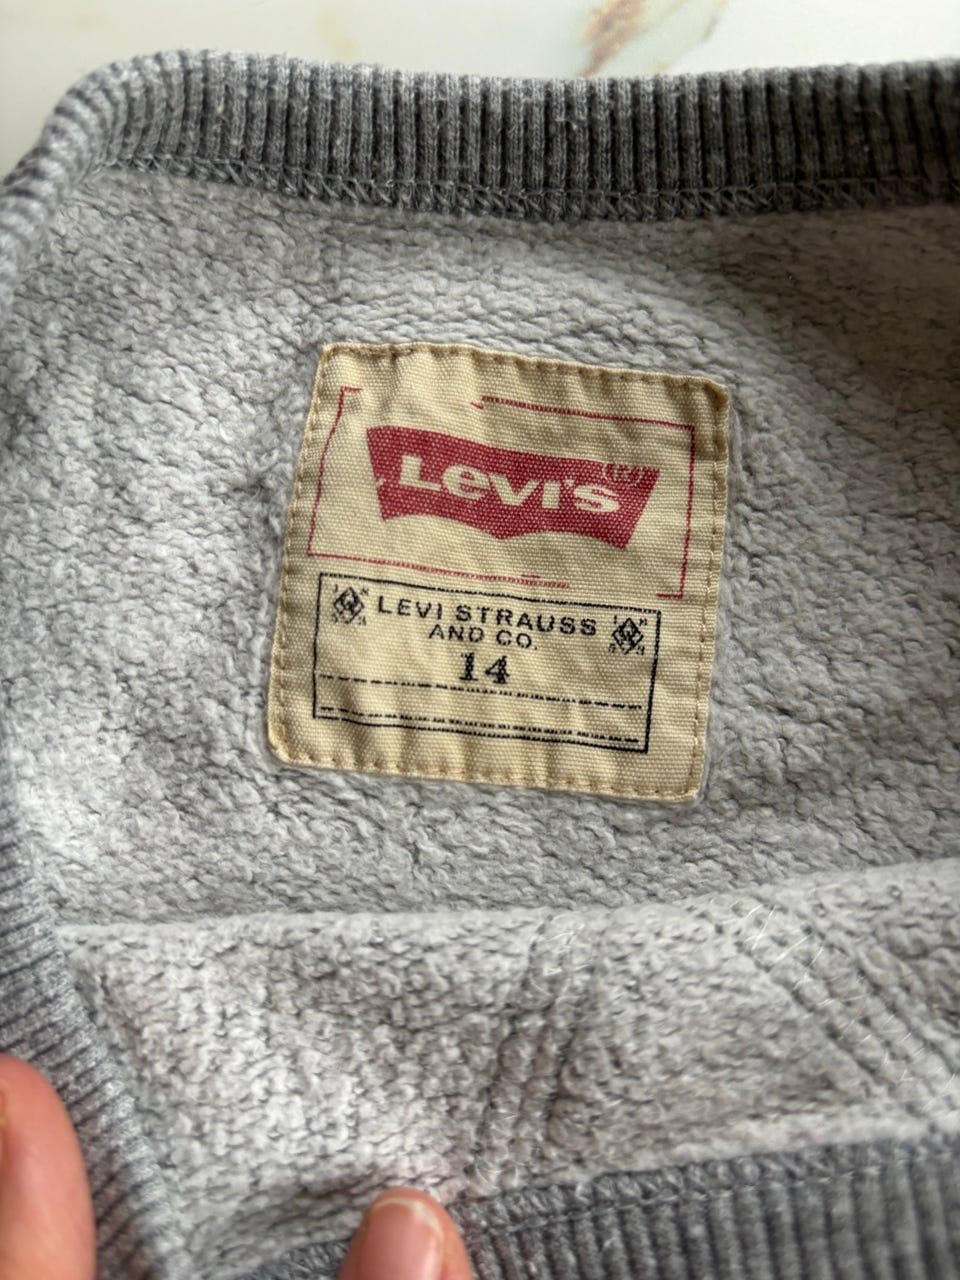 LEVI'S (R)
LEVI STRAUSS
AND CO.
14